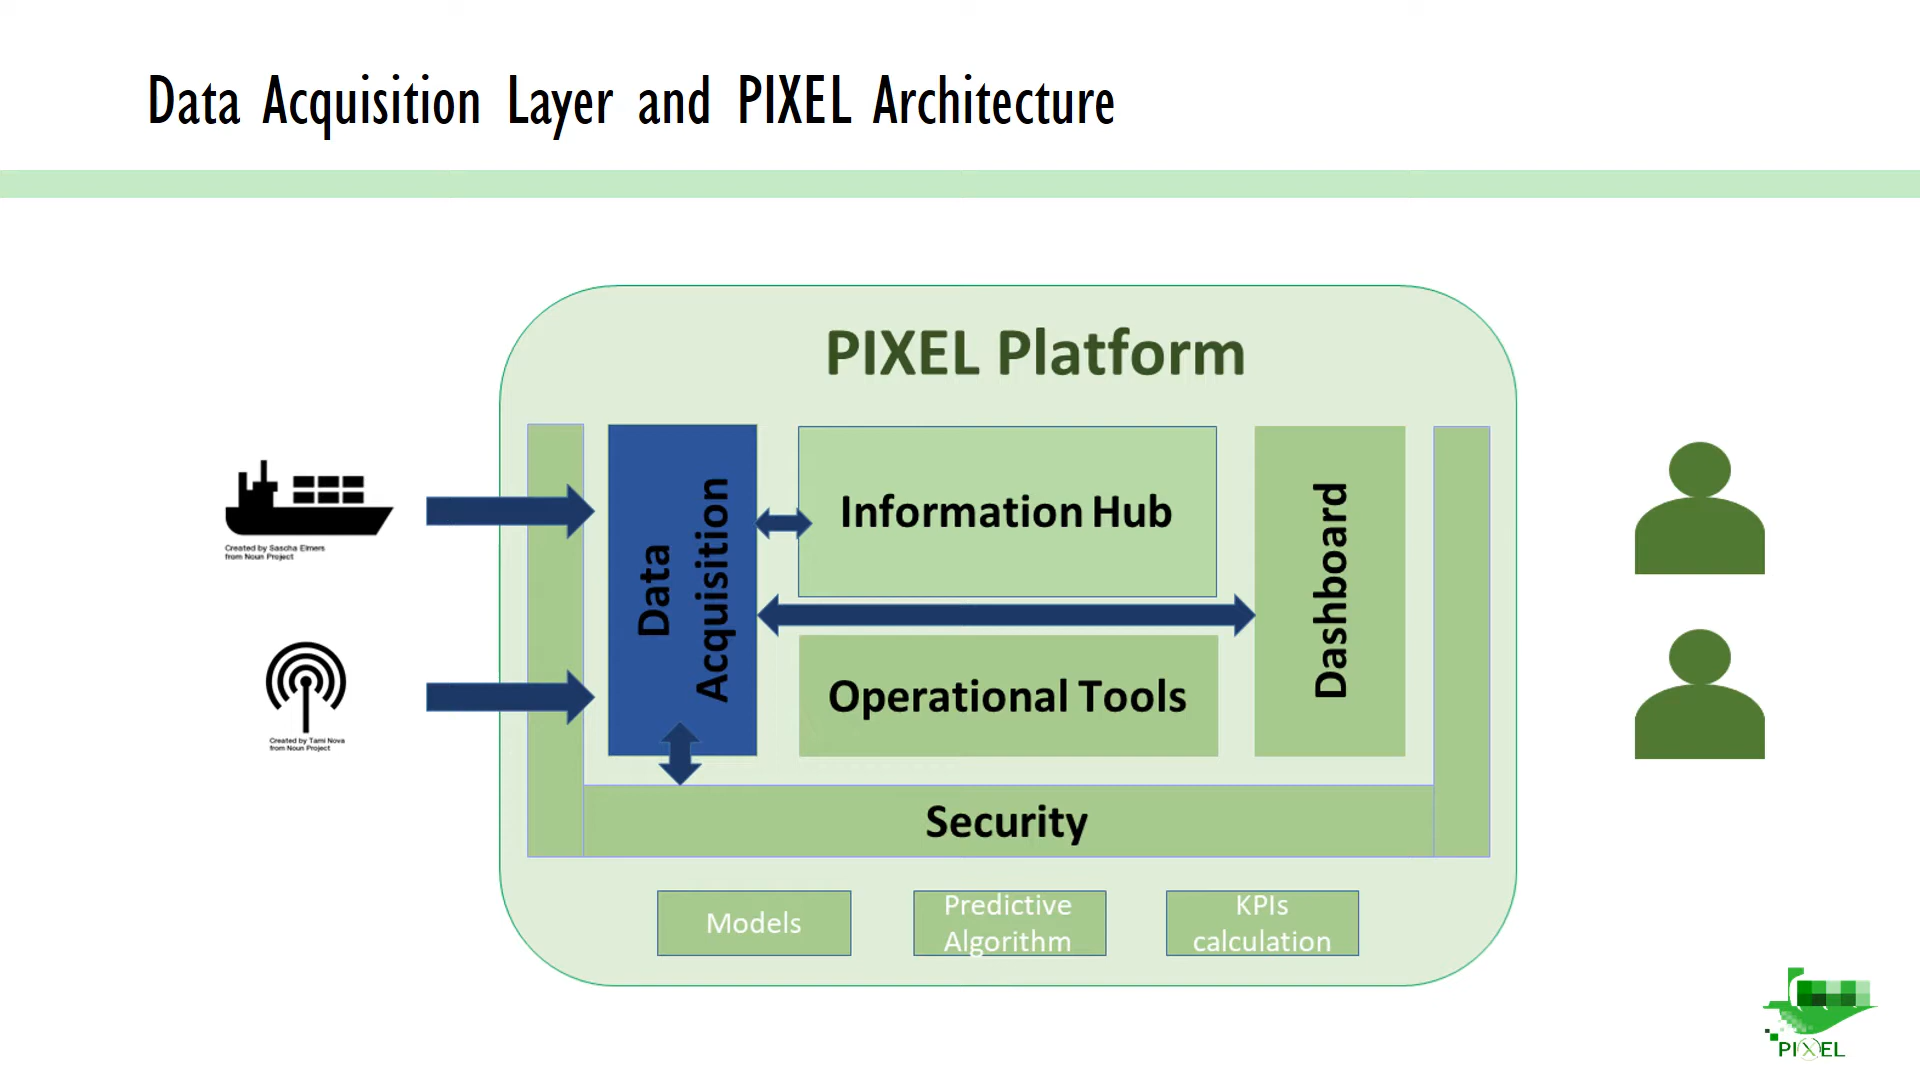 Data Acquisition Layer and PIXEL Architecture
PIXEL Platform
Created by Sascha Elmers
from Noun Project
Created by Tami Nova
from Noun Project
Data
Acquisition
Information Hub
Operational Tools
Dashboard
Security
Models
Predictive
Algorithm
KPIs
calculation
PIXEL